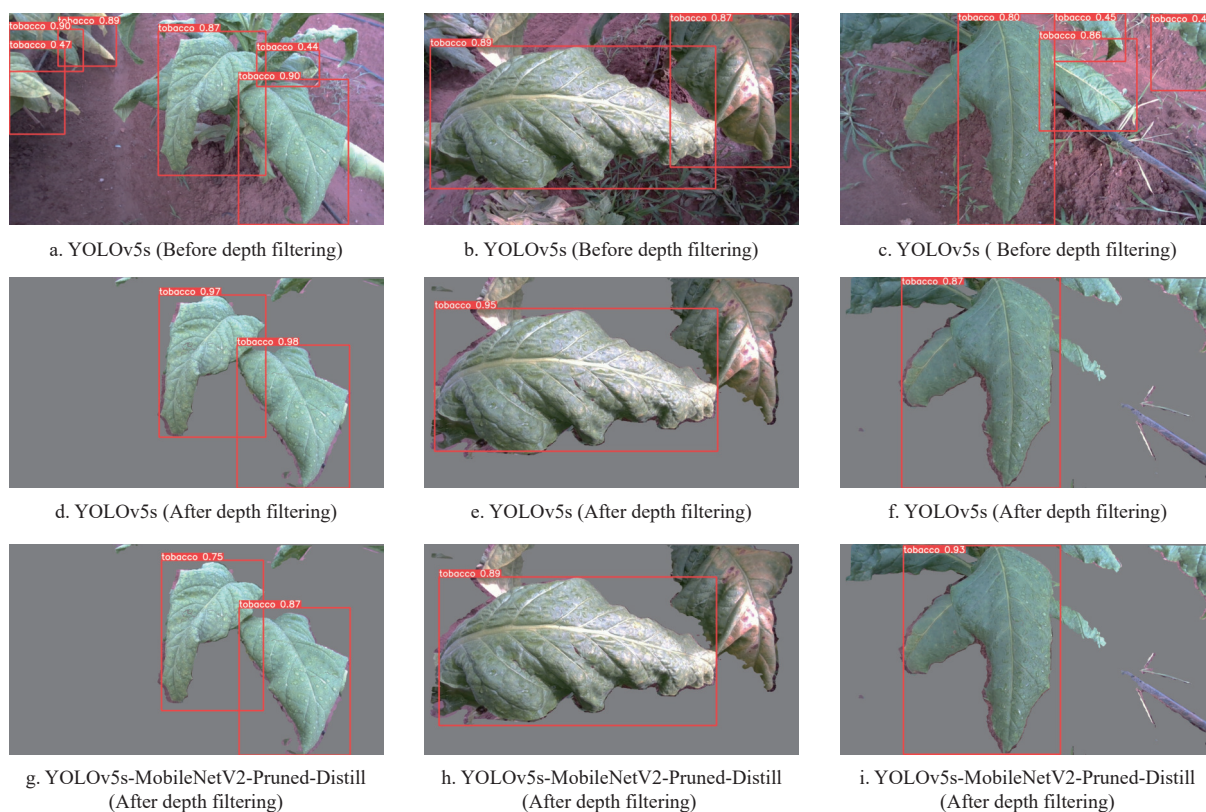 tobacco 0.90
0.89
tobacco 0.47
tobacco 0.87
tobacco 0.44
tobacco 0.90
tobacco 0.89
tobacco 0.87
tobacco 0.80
tobacco 0.45
tobacco 0.4
tobacco 0.86
a. YOLOv5s (Before depth filtering)
b. YOLOv5s (Before depth filtering)
c. YOLOv5s ( Before depth filtering)
tobacco 0.97
tobacco 0.98
tobacco 0.95
tobacco 0.87
d. YOLOv5s (After depth filtering)
e. YOLOv5s (After depth filtering)
f. YOLOv5s (After depth filtering)
tobacco 0.75
tobacco 0.87
tobacco 0.89
tobacco 0.93
g. YOLOv5s-MobileNetV2-Pruned-Distill
(After depth filtering)
h. YOLOv5s-MobileNetV2-Pruned-Distill
(After depth filtering)
i. YOLOv5s-MobileNetV2-Pruned-Distill
(After depth filtering)